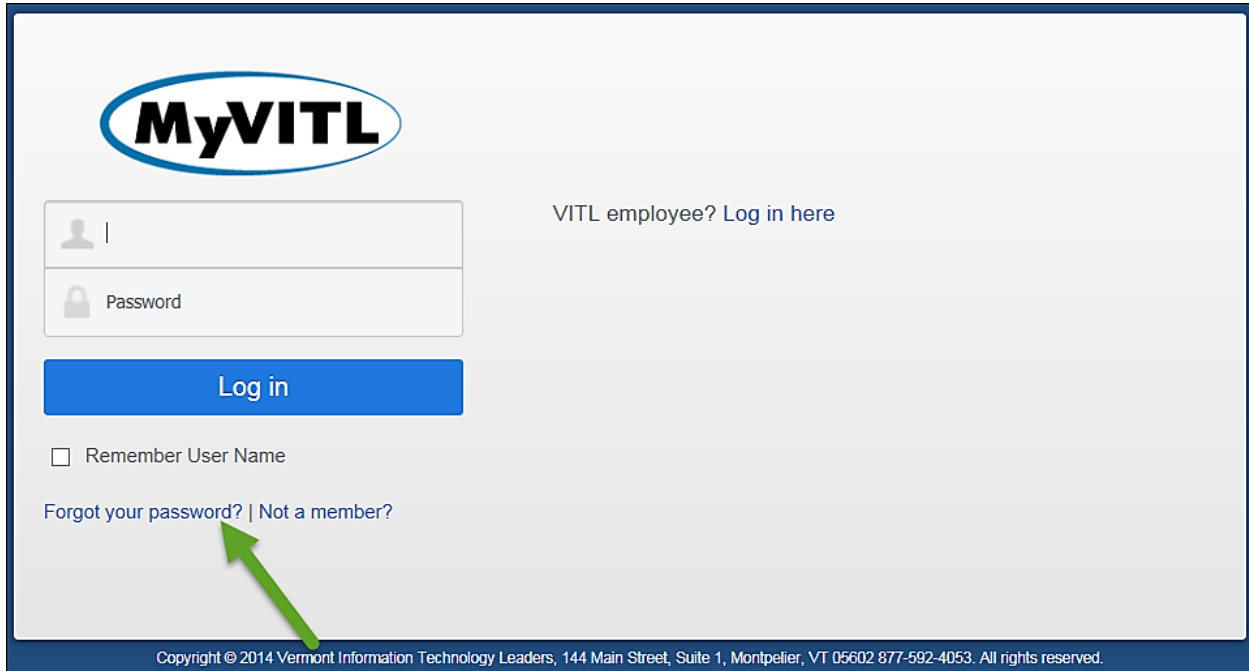 MyVITL
VITL employee? Log in here
Password
Log in
Remember User Name
Forgot your password? | Not a member?
Copyright © 2014 Vermont Information Technology Leaders, 144 Main Street, Suite 1, Montpelier, VT 05602 877-592-4053. All rights reserved.